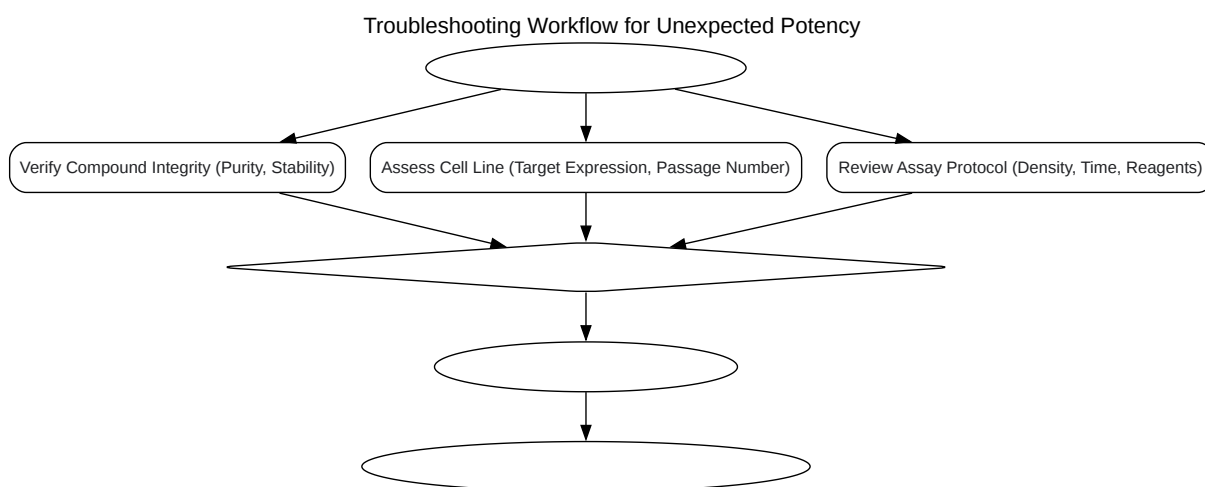 Troubleshooting Workflow for Unexpected Potency
Verify Compound Integrity (Purity, Stability)
Assess Cell Line (Target Expression, Passage Number)
Review Assay Protocol (Density, Time, Reagents)